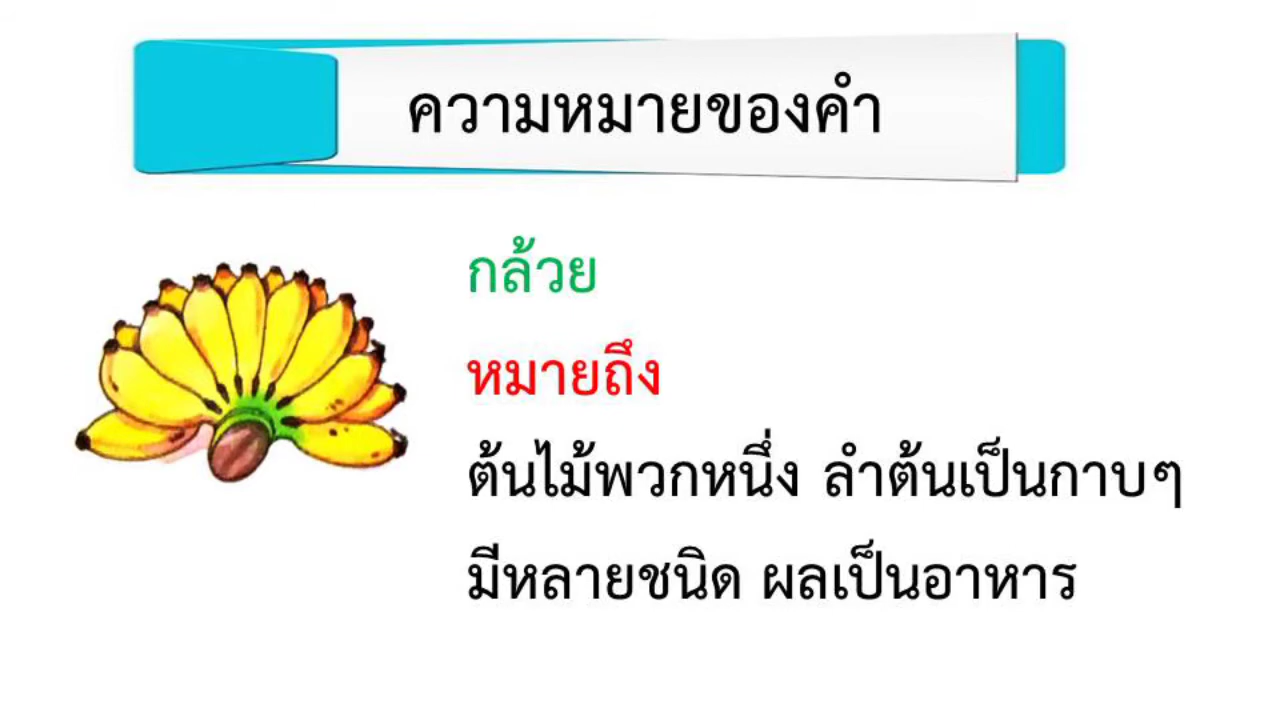 ความหมายของคำ
กล้วย
หมายถึง
ต้นไม้พวกหนึ่ง ลำต้นเป็นกาบๆ
มีหลายชนิด ผลเป็นอาหาร